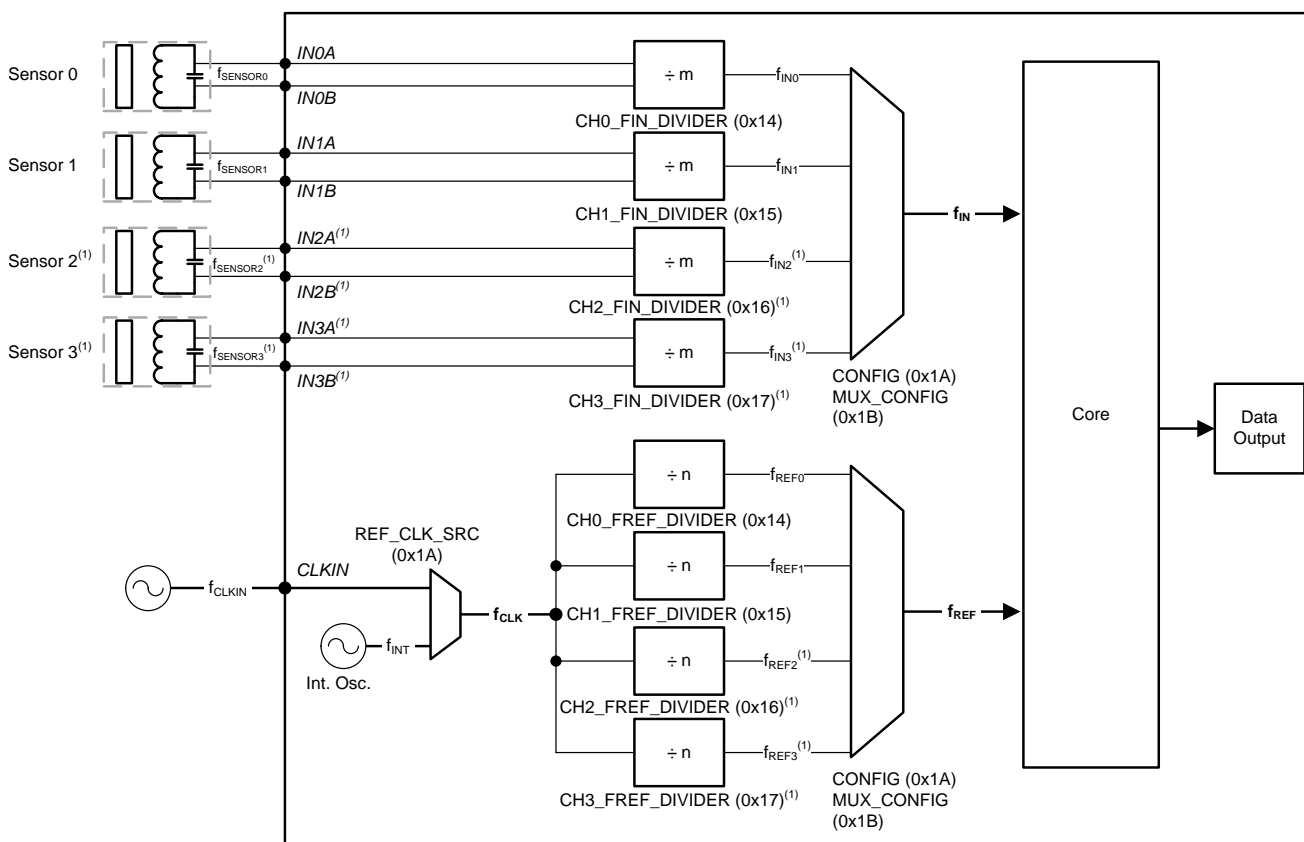 IN0A
Sensor 0
fSENSOR0
÷ m
fIN0
IN0B
CH0_FIN_DIVIDER (0x14)
IN1A
Sensor 1
fSENSOR1
÷ m
fIN1
IN1B
CH1_FIN_DIVIDER (0x15)
fIN
IN2A(1)
Sensor 2(1)
fSENSOR2(1)
÷ m
fIN2(1)
IN2B(1)
CH2_FIN_DIVIDER (0x16)(1)
IN3A(1)
Sensor 3(1)
fSENSOR3(1)
÷ m
fIN3(1)
IN3B(1)
CH3_FIN_DIVIDER (0x17)(1)
CONFIG (0x1A)
MUX_CONFIG
(0x1B)
Core
Data
Output
÷ n
fREF0
CH0_FREF_DIVIDER (0x14)
REF_CLK_SRC
(0x1A)
CLKIN
fCLKIN
÷ n
fREF1
fCLK
CH1_FREF_DIVIDER (0x15)
fREF
fINT
Int. Osc.
÷ n
fREF2(1)
CH2_FREF_DIVIDER (0x16)(1)
÷ n
fREF3(1)
CH3_FREF_DIVIDER (0x17)(1)
CONFIG (0x1A)
MUX_CONFIG
(0x1B)